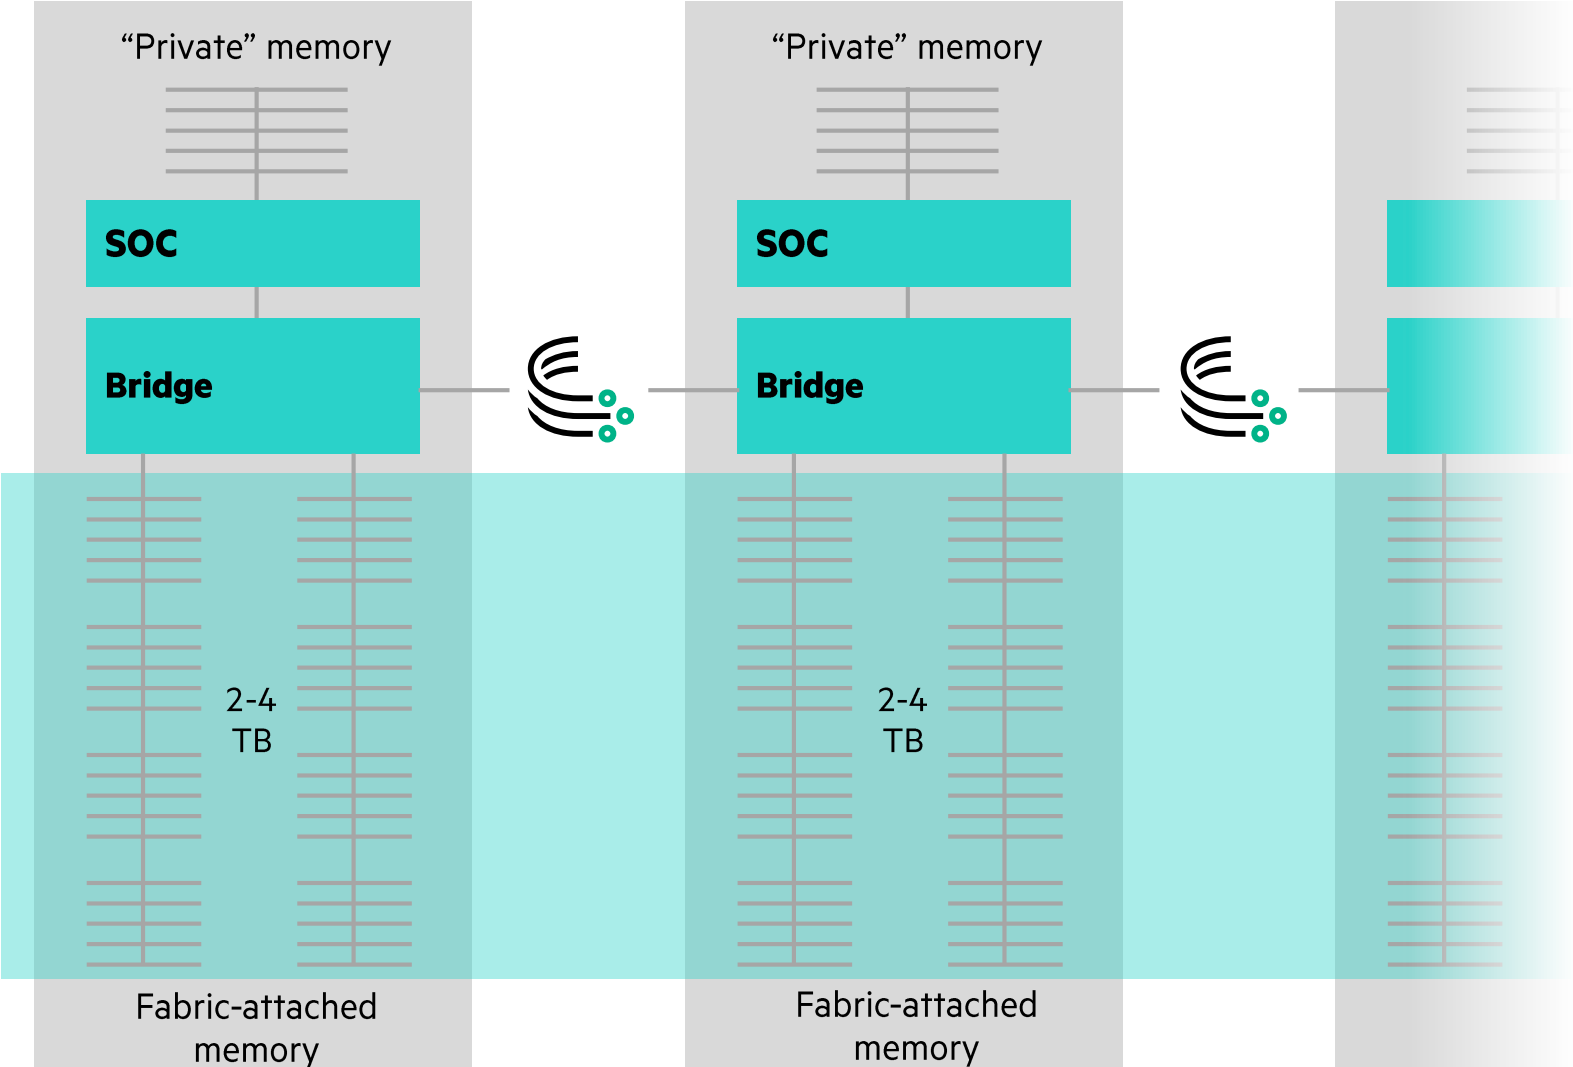 “Private” memory
“Private” memory
SOC
SOC
Bridge
Bridge
2-4
TB
2-4
TB
Fabric-attached
memory
Fabric-attached
memory